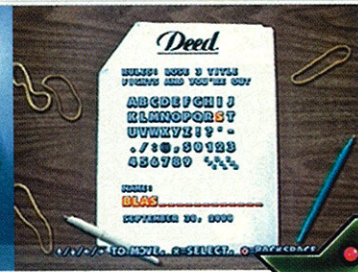 Deed
RULES: LOSE 3 TITLE
FIGHTS AND YOU'RE OUT
ABCDEFGHIJ
KLMNOPQRST
UVWXYZ!?'-
./:@,$0123
456789
NAME:
BLAS
SEPTEMBER 30, 2000
TO MOVE. X=SELECT. O=BACKSPACE